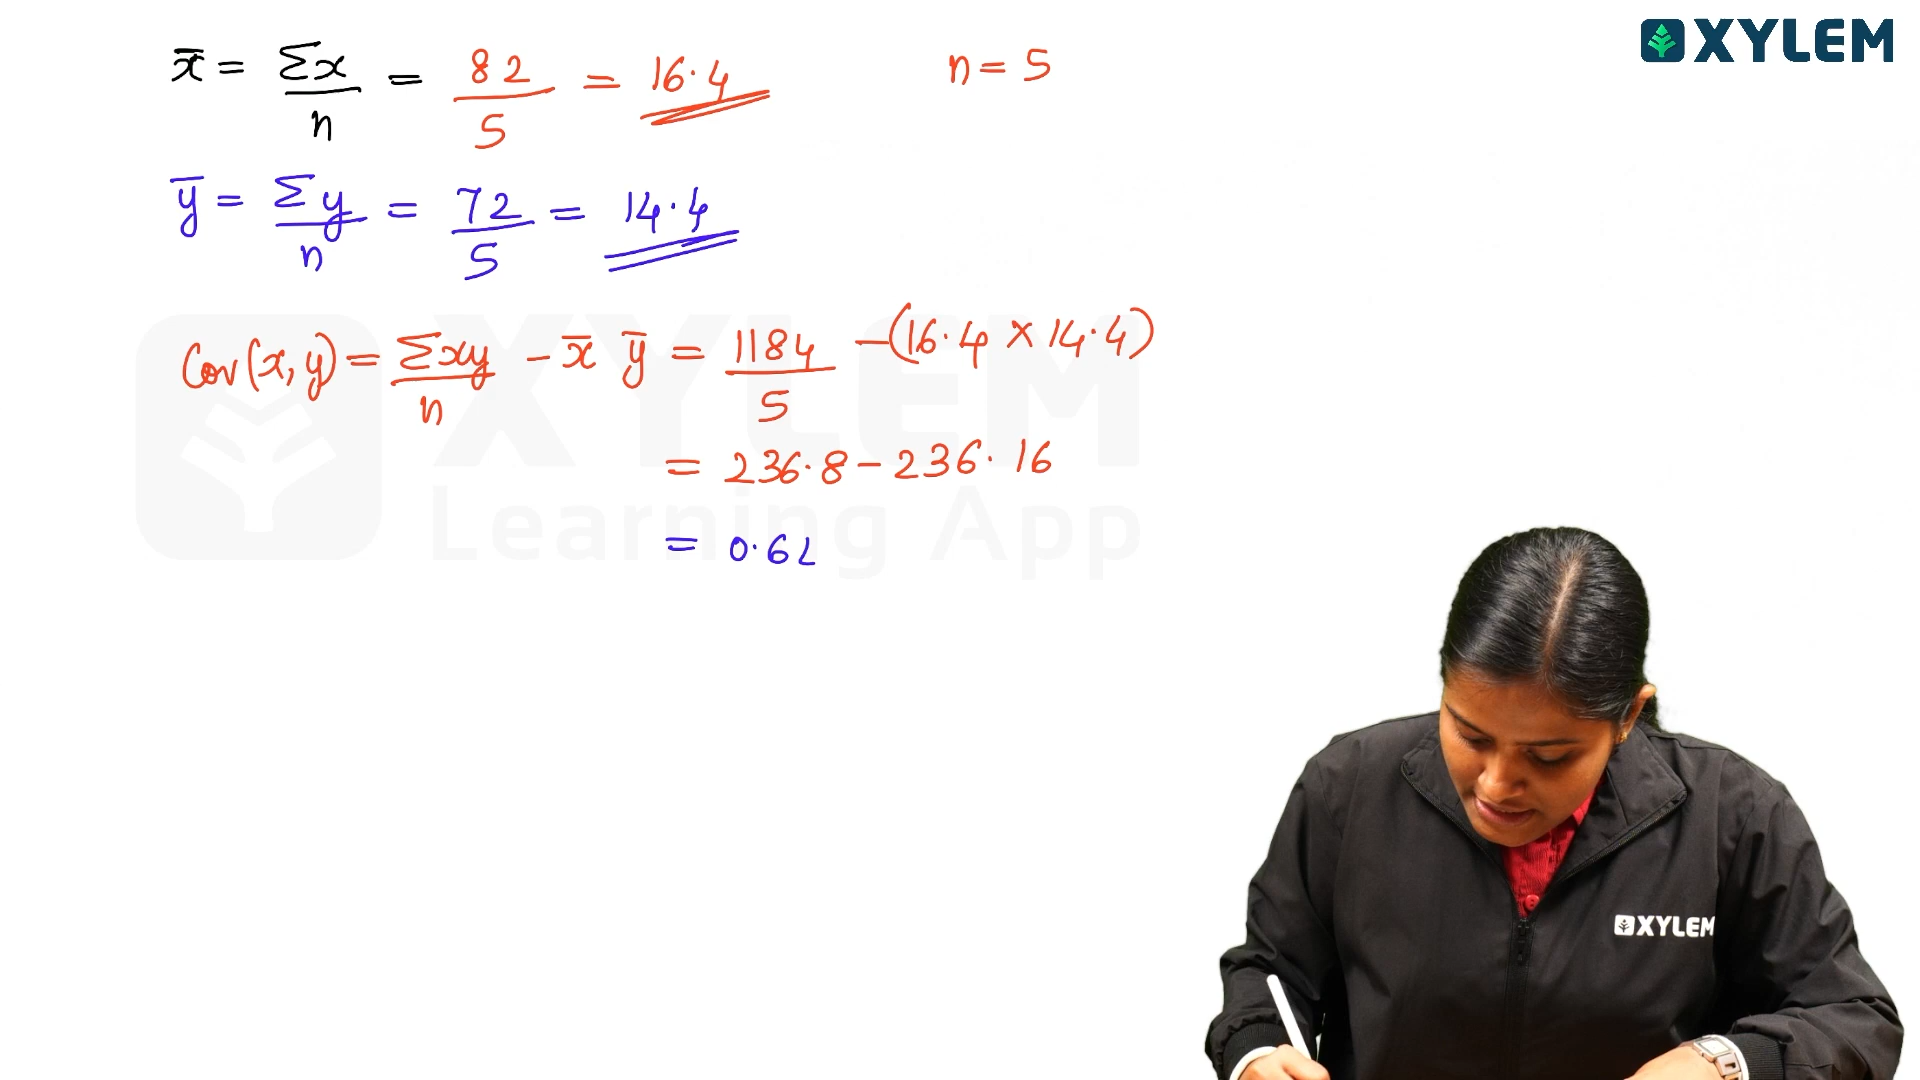 XYLEM
x̄ = Σx/n = 82/5 = 16.4 n = 5
ȳ = Σy/n = 72/5 = 14.4
Cov(x, y) = Σxy/n - x̄ ȳ = 1184/5 - (16.4 × 14.4)
= 236.8 - 236.16
= 0.6
XYLEM
Learning App
XYLEM